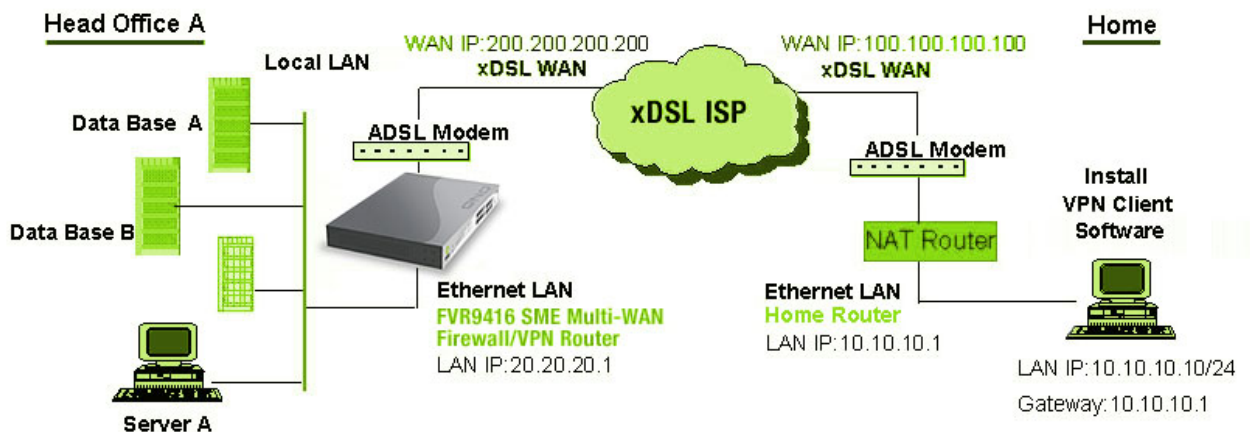 Head Office A
Home
WAN IP:200.200.200.200
xDSL WAN
WAN IP:100.100.100.100
xDSL WAN
Local LAN
xDSL ISP
Data Base A
ADSL Modem
ADSL Modem
Install
VPN Client
Software
Data Base B
NAT Router
Ethernet LAN
FVR9416 SME Multi-WAN
Firewall/VPN Router
LAN IP:20.20.20.1
Ethernet LAN
Home Router
LAN IP:10.10.10.1
LAN IP:10.10.10.10/24
Gateway:10.10.10.1
Server A